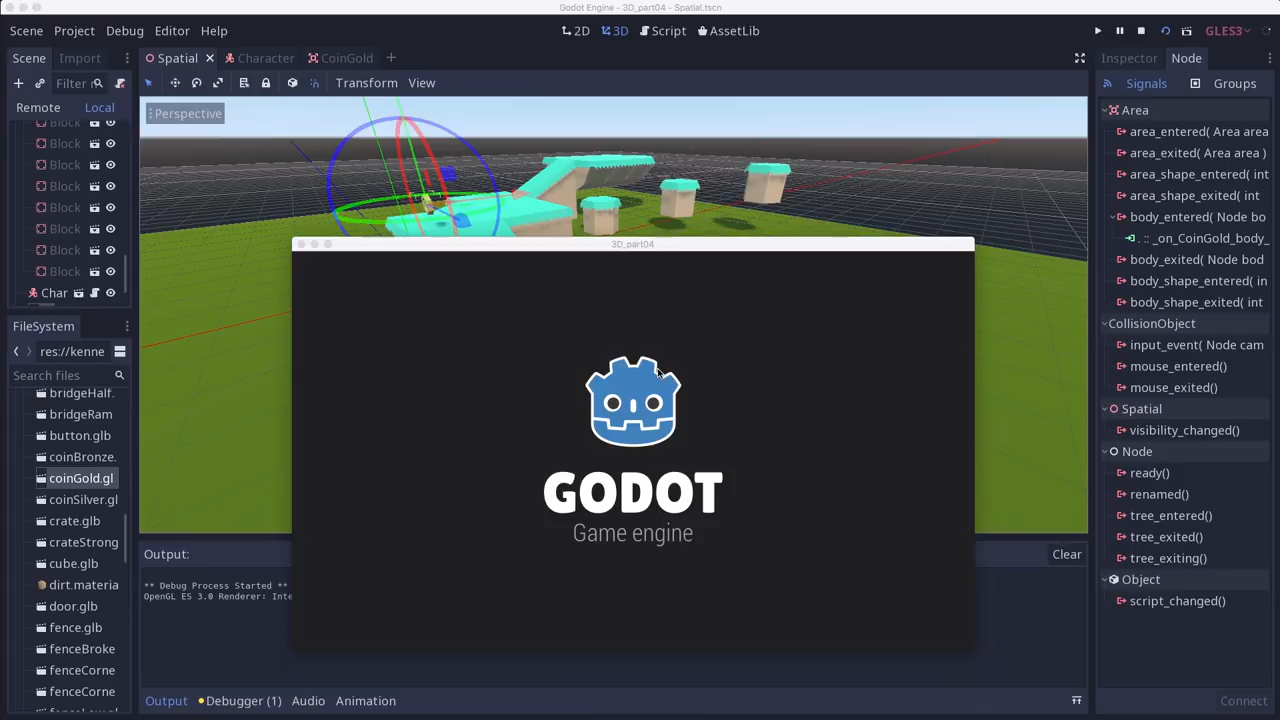 Godot Engine - 3D_part04 - Spatial.tscn
Scene Project Debug Editor Help
2D 3D Script AssetLib
GLES3
Scene Import
Spatial Character CoinGold
Inspector Node
Filter
Transform View
Signals Groups
Remote Local
Perspective
Block
Block
Block
Block
Block
Block
Block
Block
Char
Area
area_entered( Area area
area_exited( Area area )
area_shape_entered( int
area_shape_exited( int
body_entered( Node bo
. :: _on_CoinGold_body_
body_exited( Node bod
body_shape_entered( in
body_shape_exited( int
CollisionObject
input_event( Node cam
mouse_entered()
mouse_exited()
Spatial
visibility_changed()
Node
ready()
renamed()
tree_entered()
tree_exited()
tree_exiting()
Object
script_changed()
Connect
FileSystem
res://kenne
Search files
bridgeHalf.
bridgeRam
button.glb
coinBronze.
coinGold.gl
coinSilver.gl
crate.glb
crateStrong
cube.glb
dirt.materia
door.glb
fence.glb
fenceBroke
fenceCorne
fenceCorne
3D_part04
GODOT
Game engine
Output:
Clear
** Debug Process Started **
OpenGL ES 3.0 Renderer: Inte
Output Debugger (1) Audio Animation